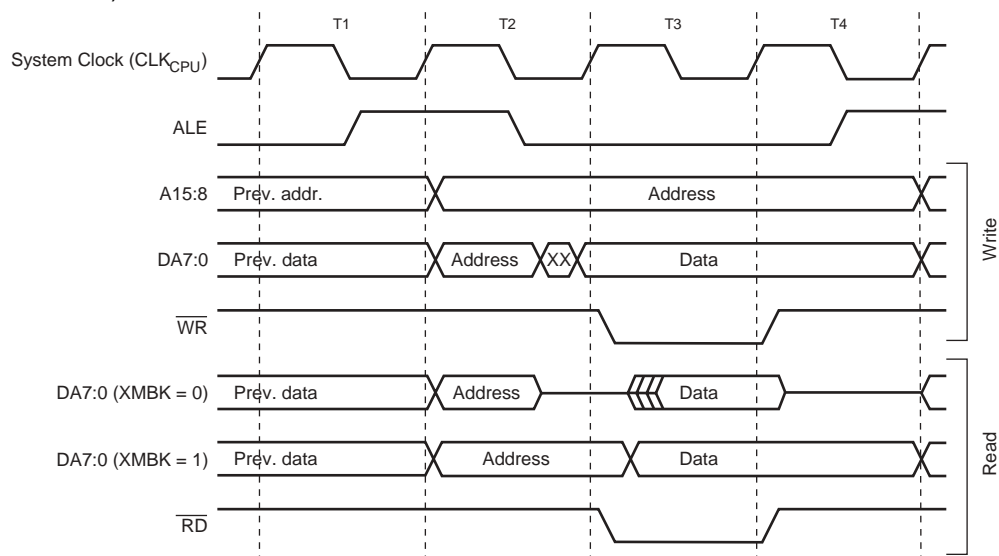 T1 T2 T3 T4
System Clock (CLKCPU)
ALE
A15:8 Prev. addr. Address
DA7:0 Prev. data Address XX Data
WR
Write
DA7:0 (XMBK = 0) Prev. data Address Data
DA7:0 (XMBK = 1) Prev. data Address Data
RD
Read